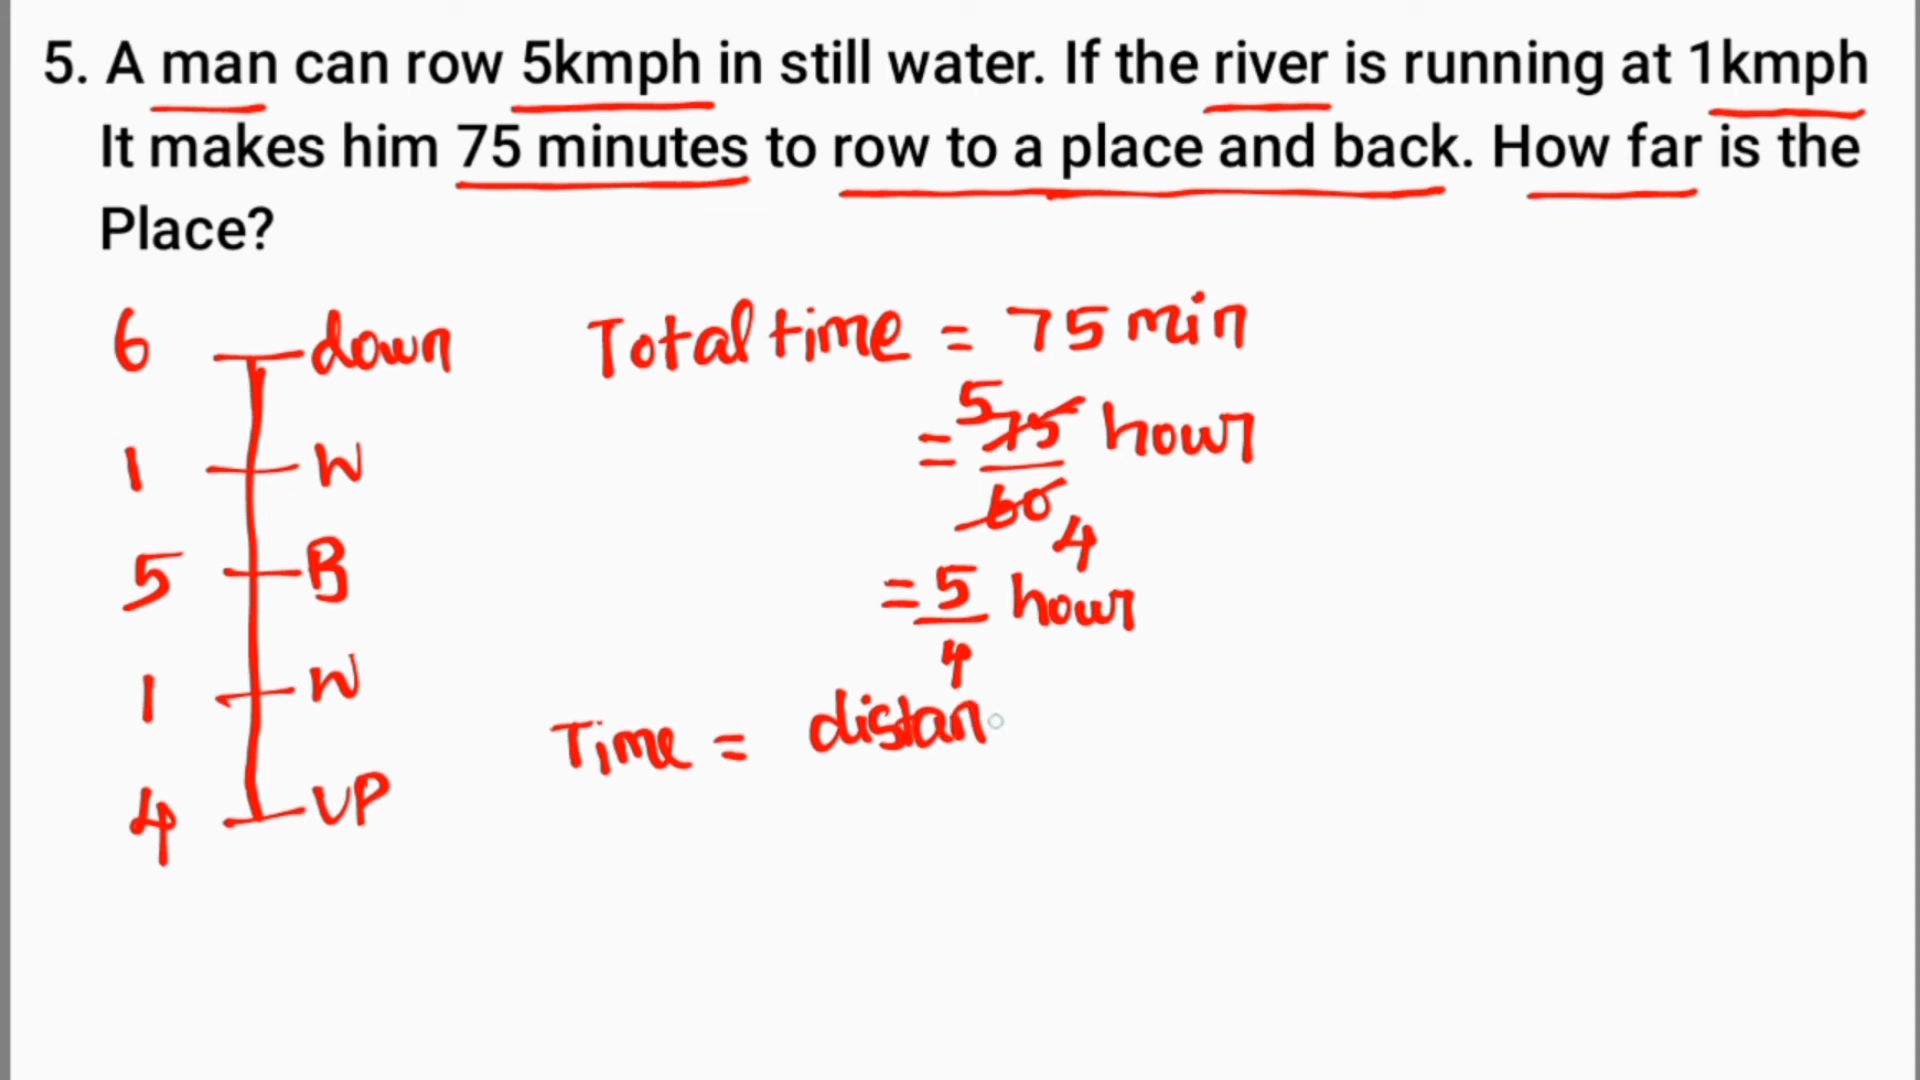 5. A man can row 5kmph in still water. If the river is running at 1kmph
It makes him 75 minutes to row to a place and back. How far is the
Place?
6 down
1 W
5 B
1 W
4 UP
Total time = 75 min
= 75/60 hour
5
4
= 5/4 hour
Time = distan